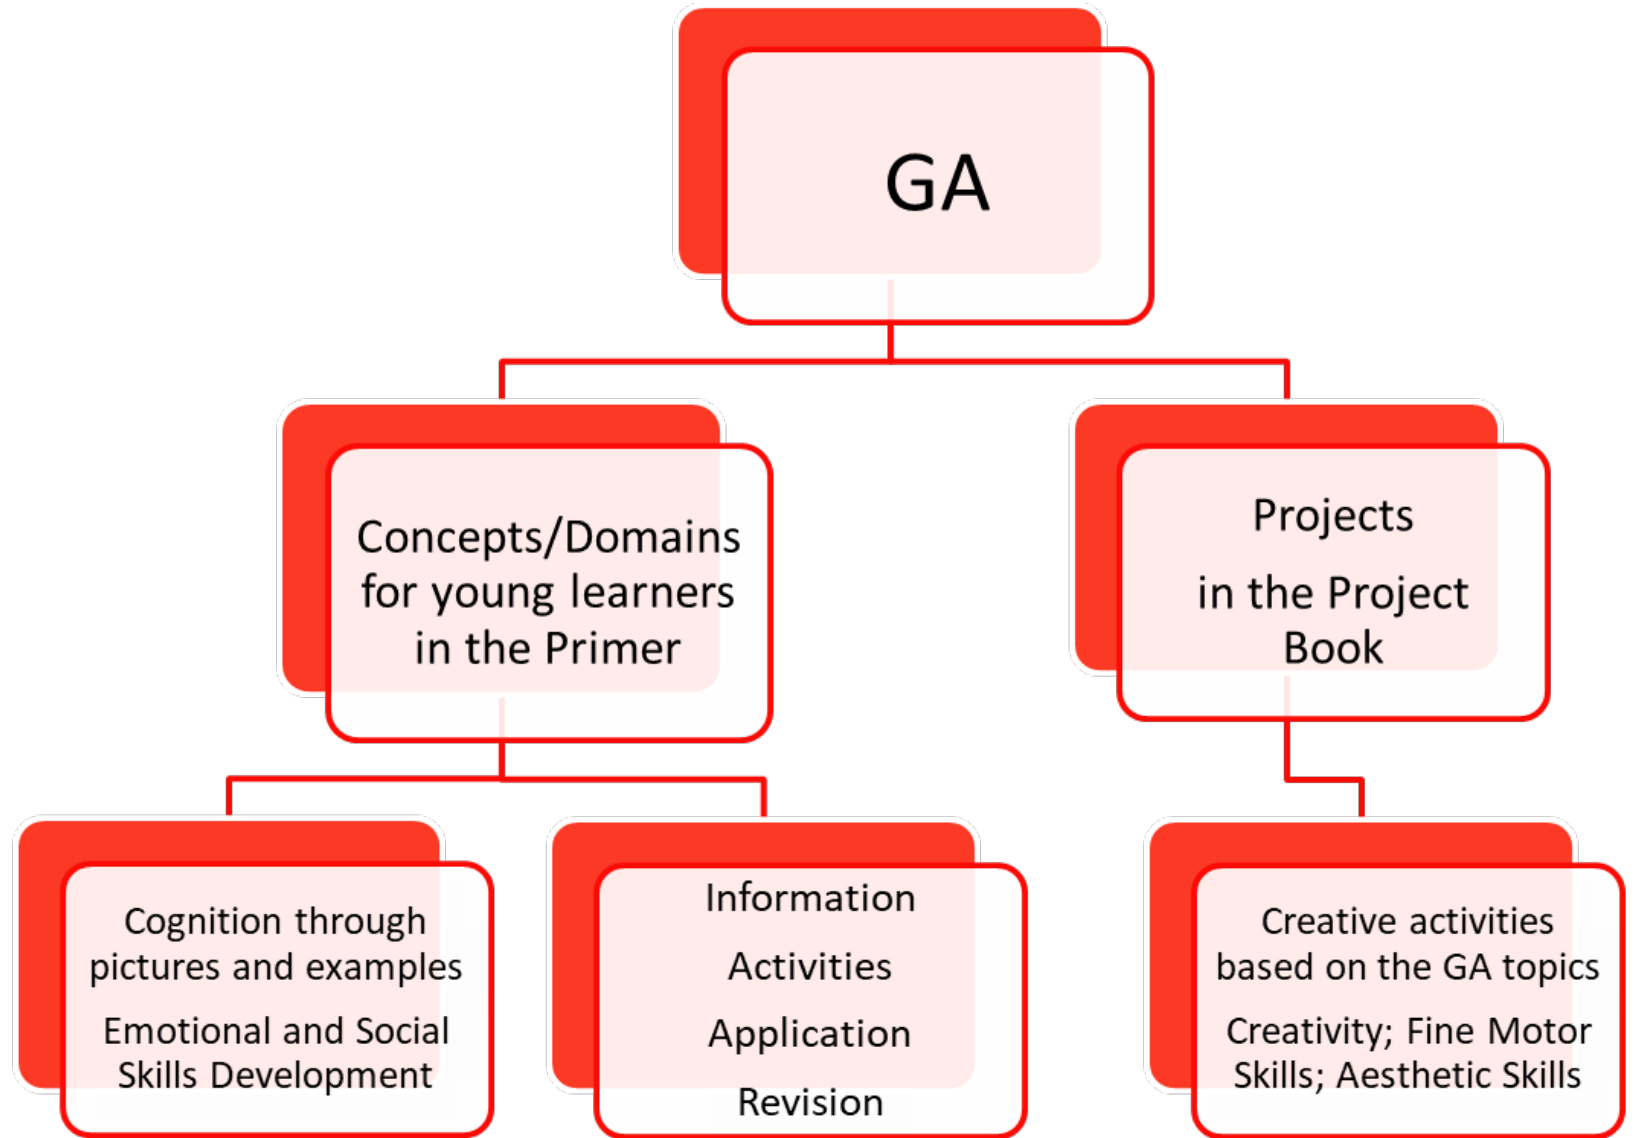 GA
Concepts/Domains
for young learners
in the Primer
Projects
in the Project
Book
Cognition through
pictures and examples
Emotional and Social
Skills Development
Information
Activities
Application
Revision
Creative activities
based on the GA topics
Creativity; Fine Motor
Skills; Aesthetic Skills